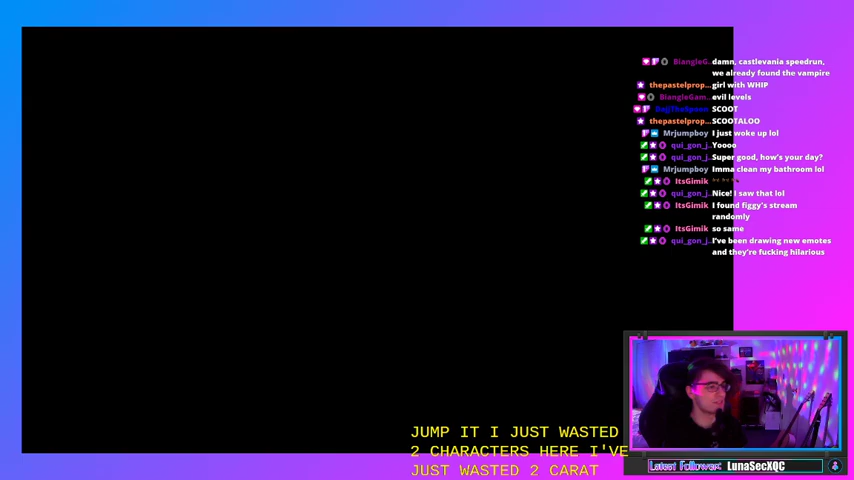 BiangleG.. damn, castlevania speedrun,
we already found the vampire
thepastelprop... girl with WHIP
BiangleGam... evil levels
SCOOT
thepastelprop... SCOOTALOO
Mrjumpboy I just woke up lol
qui_gon_j.. Yoooo
qui_gon_j.. Super good, how's your day?
Mrjumpboy Imma clean my bathroom lol
ItsGimik
qui_gon_j.. Nice! I saw that lol
ItsGimik I found figgy's stream
randomly
ItsGimik so same
qui_gon_j.. I've been drawing new emotes
and they're fucking hilarious
JUMP IT I JUST WASTED
2 CHARACTERS HERE I'VE
JUST WASTED 2 CARAT
Latest Follower: LunaSecXQC